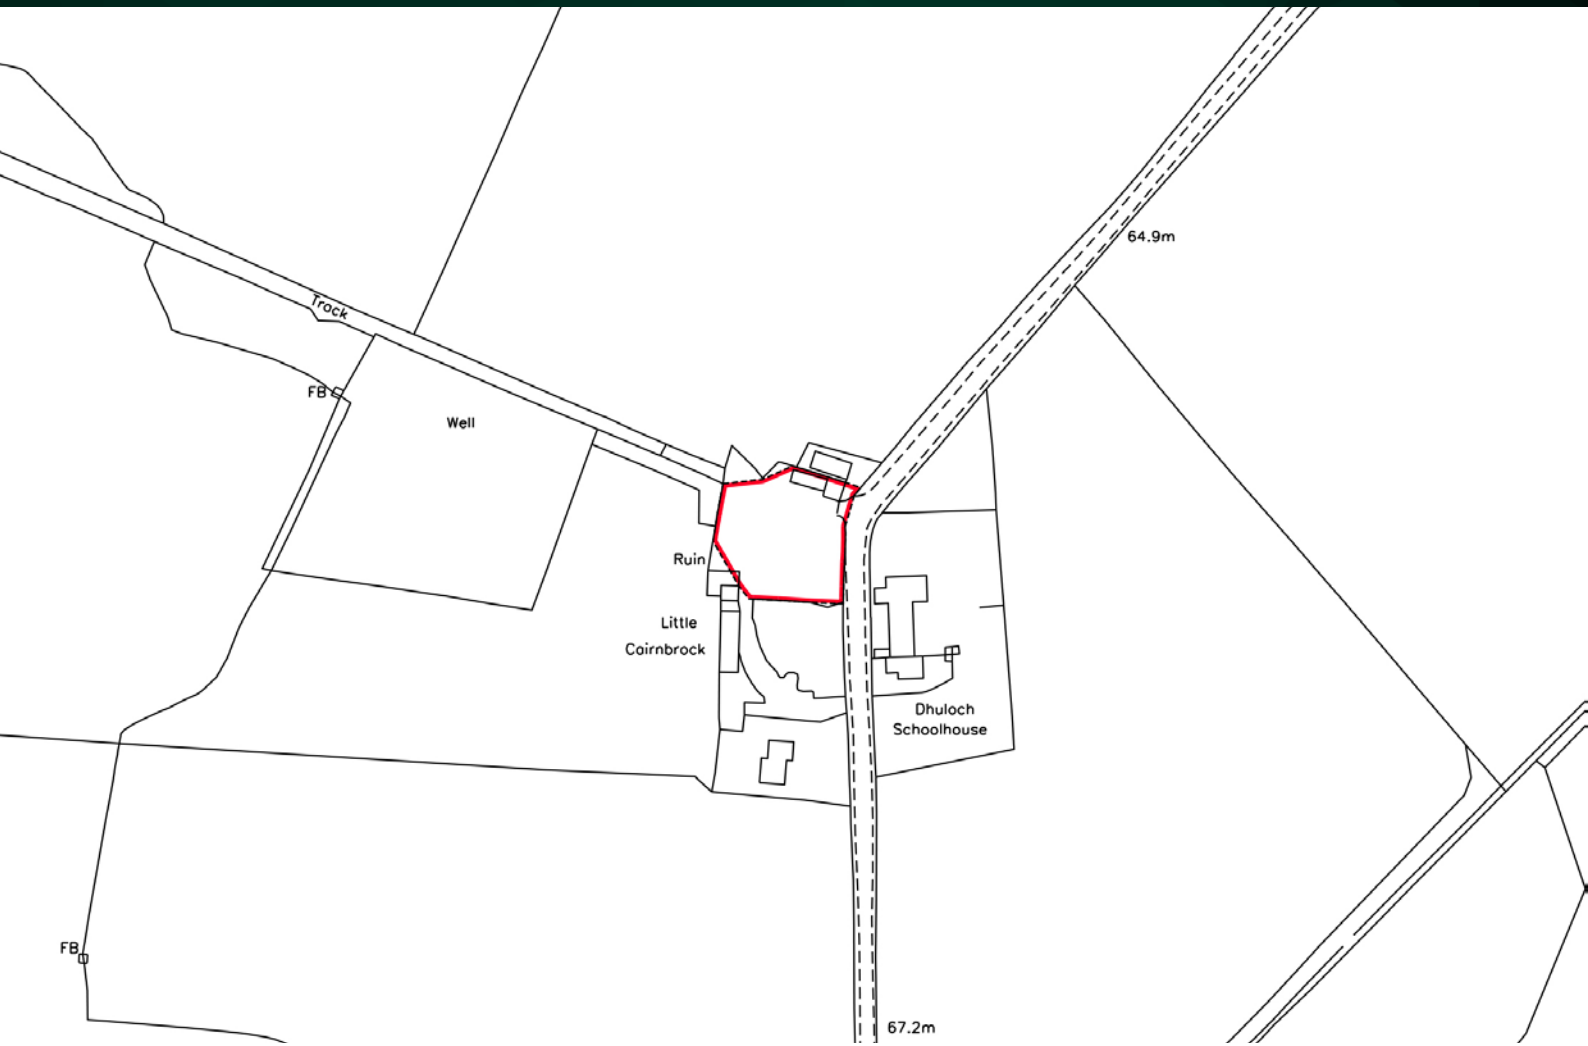 64.9m
Track
FB
Well
Ruin
Little
Cairnbrock
Dhuloch
Schoolhouse
FB
67.2m